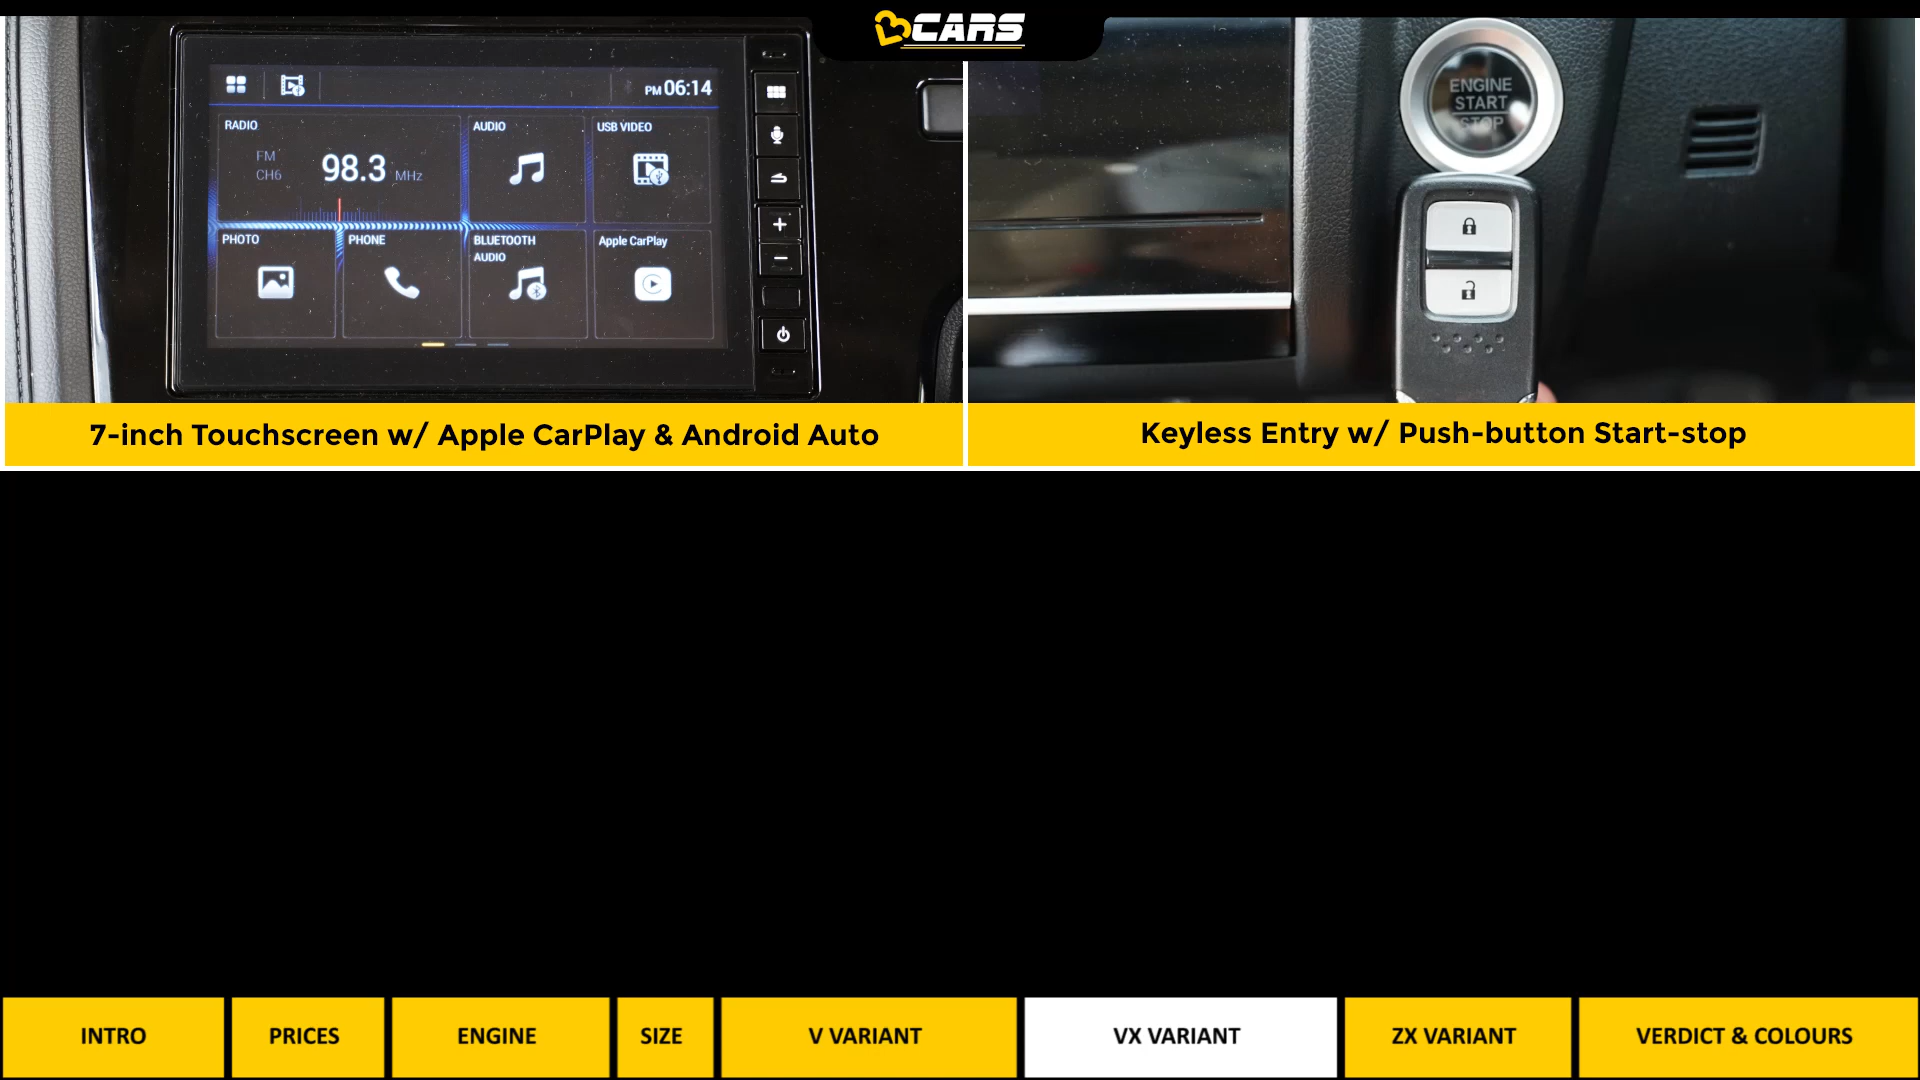 CARS
PM 06:14
RADIO
FM
CH6
98.3 MHz
AUDIO
USB VIDEO
PHOTO
PHONE
BLUETOOTH
AUDIO
Apple CarPlay
ENGINE
START
STOP
7-inch Touchscreen w/ Apple CarPlay & Android Auto
Keyless Entry w/ Push-button Start-stop
INTRO
PRICES
ENGINE
SIZE
V VARIANT
VX VARIANT
ZX VARIANT
VERDICT & COLOURS